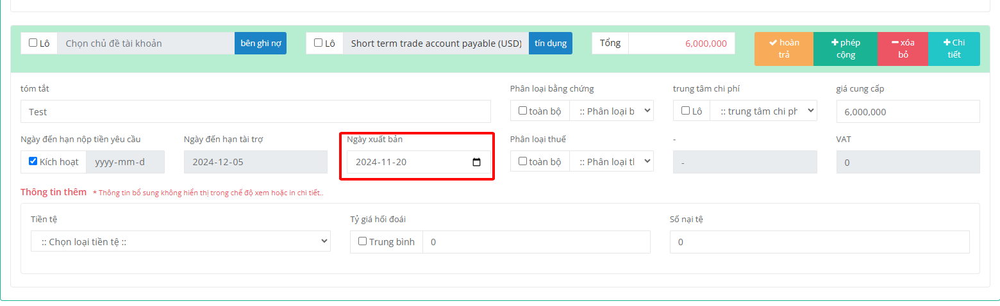 Lô Chọn chủ đề tài khoản bên ghi nợ Lô Short term trade account payable (USD) tín dụng Tổng 6,000,000
hoàn trả
phép cộng
xóa bỏ
Chi tiết
tóm tắt Phân loại bằng chứng trung tâm chi phí giá cung cấp
Test toàn bộ :: Phân loại b Lô :: trung tâm chi ph 6,000,000
Ngày đến hạn nộp tiền yêu cầu Ngày đến hạn tài trợ Ngày xuất bản Phân loại thuế - VAT
Kích hoạt yyyy-mm-d 2024-12-05 2024-11-20 toàn bộ :: Phân loại tl - 0
Thông tin thêm * Thông tin bổ sung không hiển thị trong chế độ xem hoặc in chi tiết..
Tiền tệ Tỷ giá hối đoái Số nại tệ
:: Chọn loại tiền tệ :: Trung bình 0 0